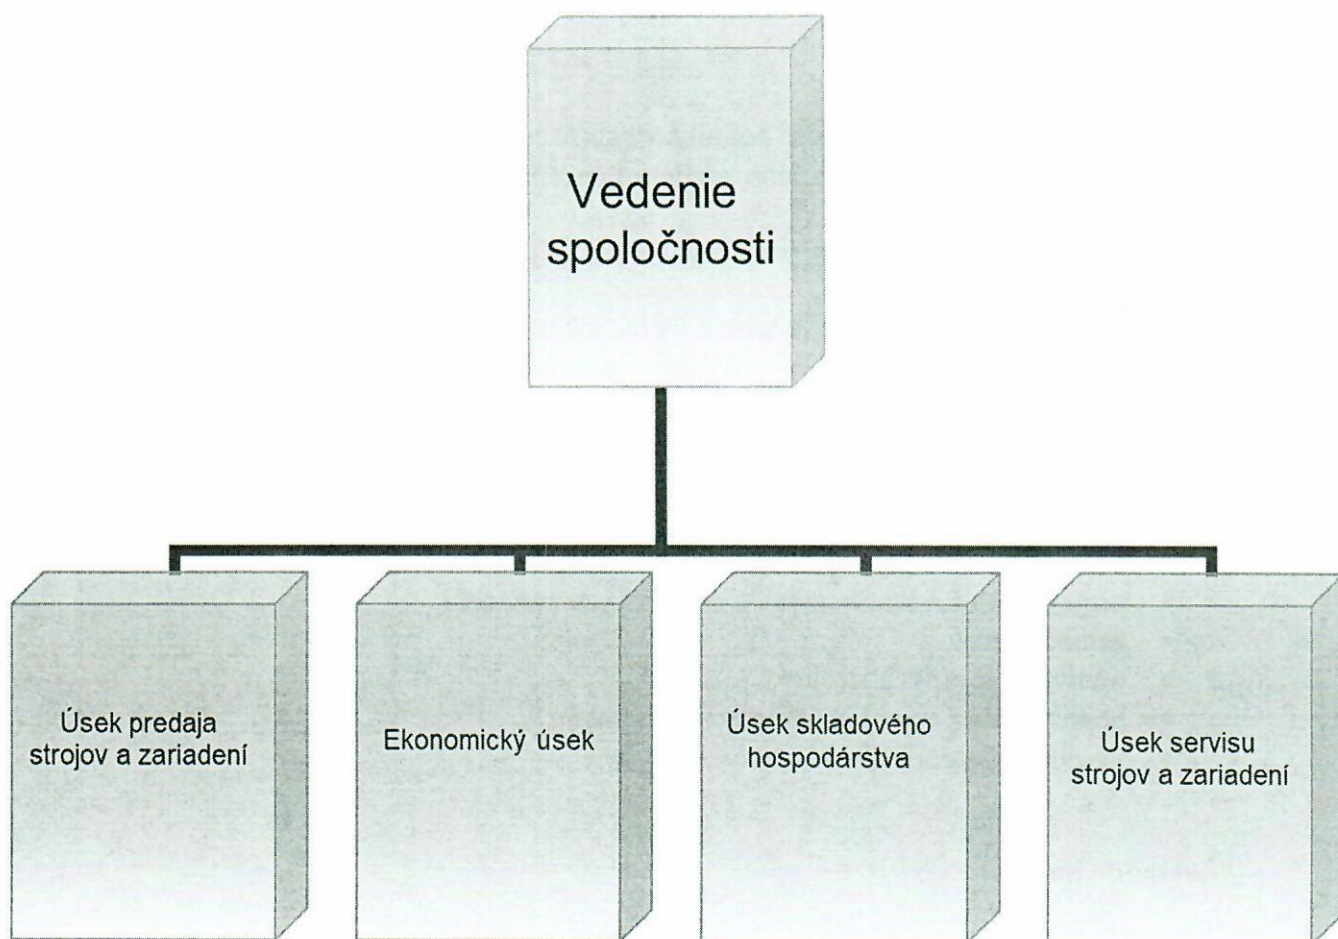 Vedenie
spoločnosti
Úsek predaja
strojov a zariadení
Ekonomický úsek
Úsek skladového
hospodárstva
Úsek servisu
strojov a zariadení